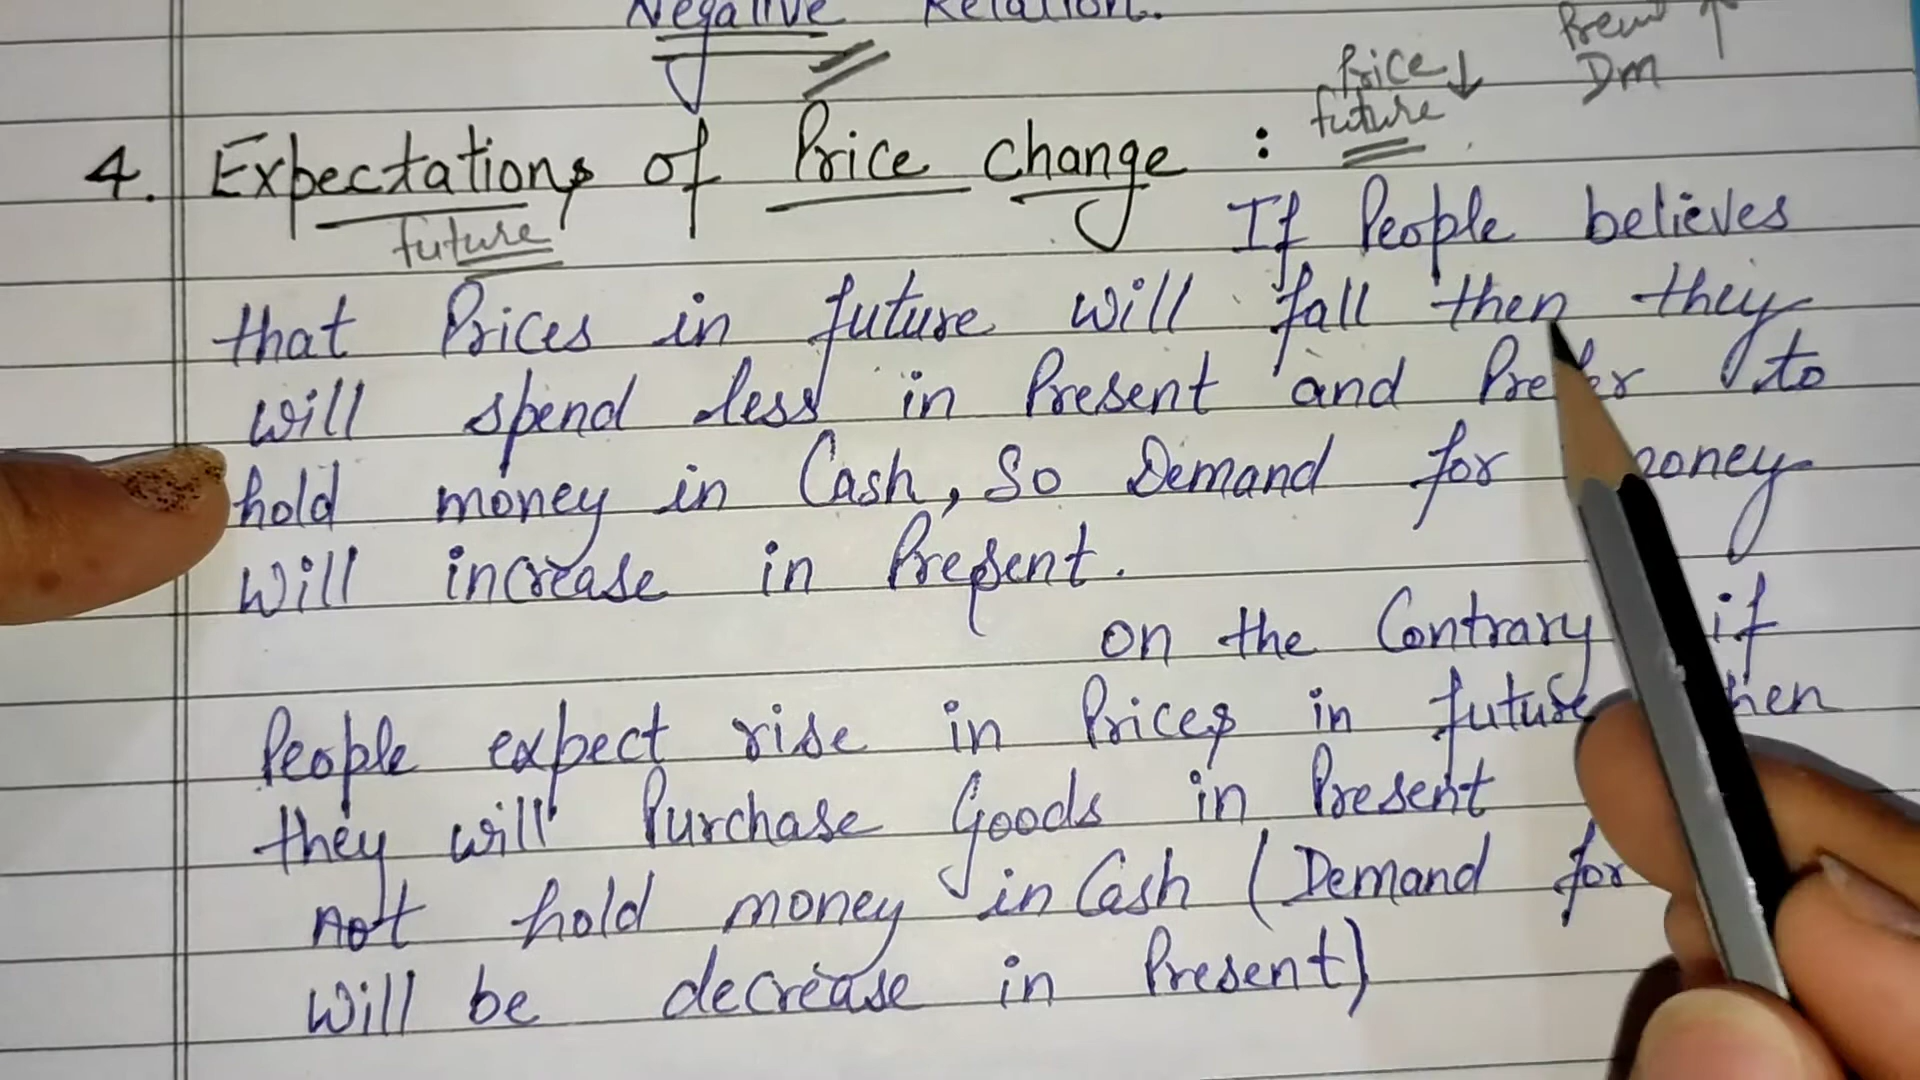 Negative Relation.
Price ↓ future
Dm ↑
4. Expectations of Price change :
future
If People believes
that Prices in future will fall then they
will spend less in Present and Prefer to
hold money in Cash, So Demand for money
will increase in Present.
on the Contrary if
People expect rise in Prices in future then
they will Purchase Goods in Present
not hold money in Cash (Demand for
will be decrease in Present)